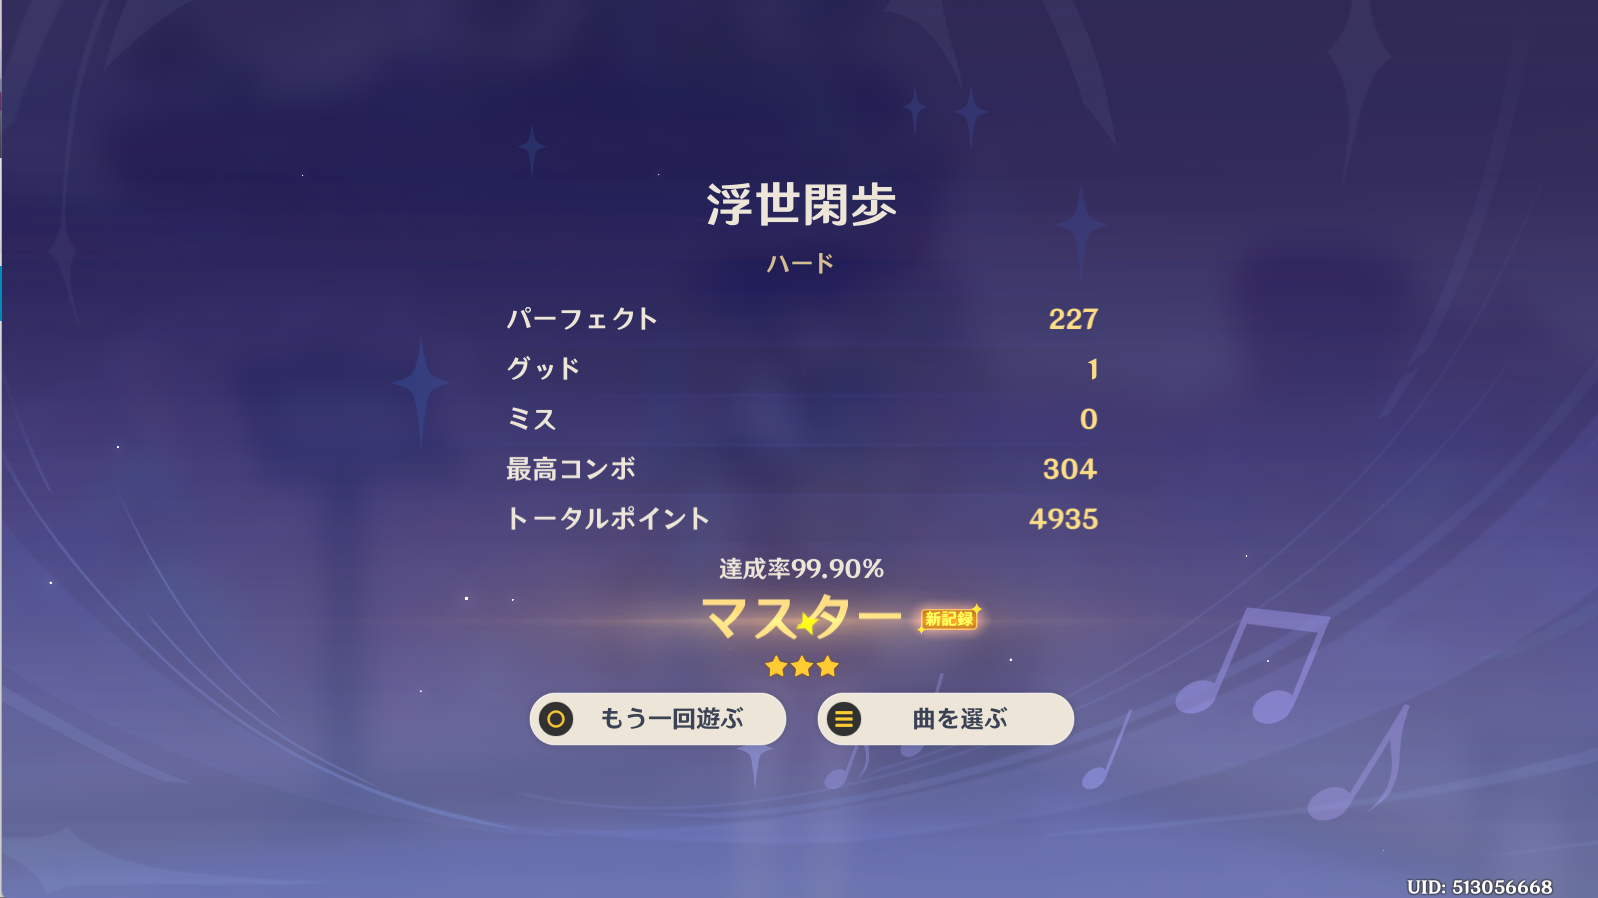 浮世閑歩
ハード
パーフェクト 227
グッド 1
ミス 0
最高コンボ 304
トータルポイント 4935
達成率99.90%
マスター 新記録
もう一回遊ぶ 曲を選ぶ
UID: 513056668